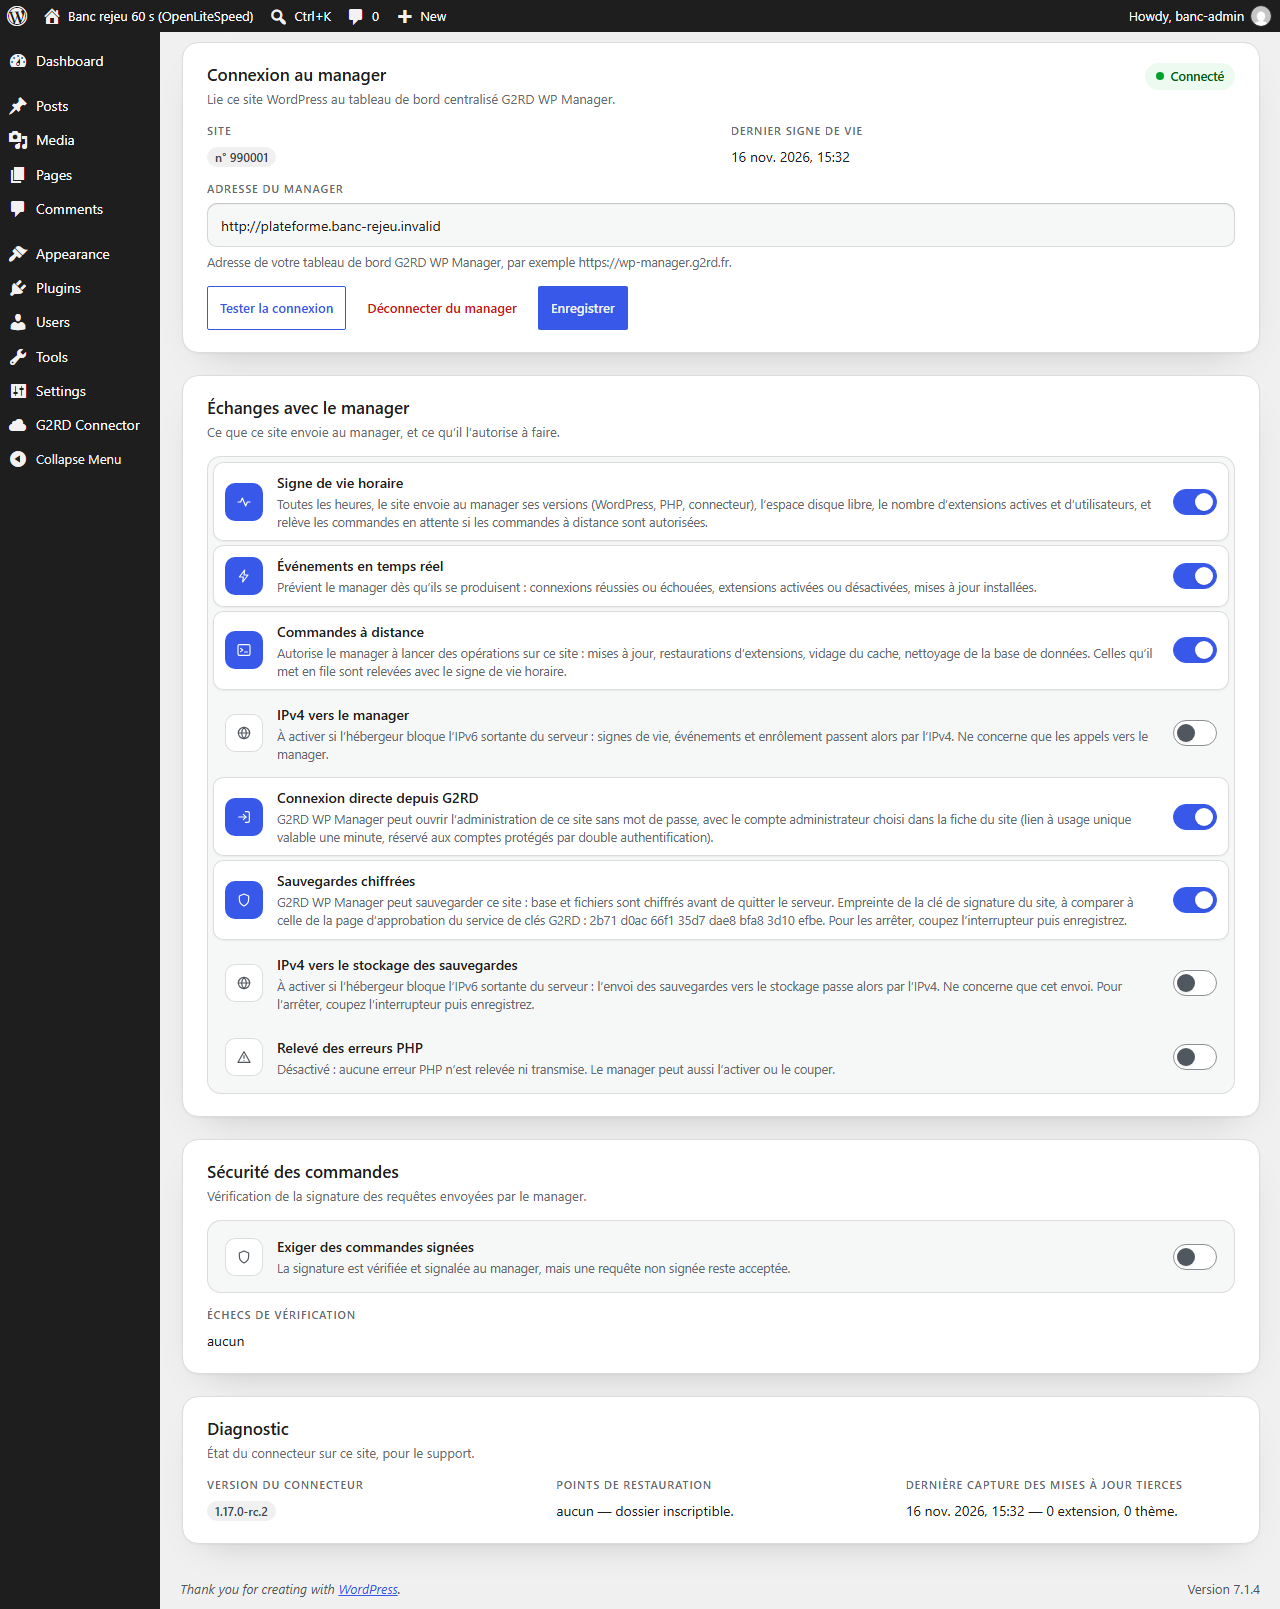 Banc rejeu 60 s (OpenLiteSpeed)
Ctrl+K
0
New
Howdy, banc-admin
Dashboard
Posts
Media
Pages
Comments
Appearance
Plugins
Users
Tools
Settings
G2RD Connector
Collapse Menu
Connexion au manager
Connecté
Lie ce site WordPress au tableau de bord centralisé G2RD WP Manager.
SITE
n° 990001
DERNIER SIGNE DE VIE
16 nov. 2026, 15:32
ADRESSE DU MANAGER
http://plateforme.banc-rejeu.invalid
Adresse de votre tableau de bord G2RD WP Manager, par exemple https://wp-manager.g2rd.fr.
Tester la connexion
Déconnecter du manager
Enregistrer
Échanges avec le manager
Ce que ce site envoie au manager, et ce qu’il l’autorise à faire.
Signe de vie horaire
Toutes les heures, le site envoie au manager ses versions (WordPress, PHP, connecteur), l’espace disque libre, le nombre d’extensions actives et d’utilisateurs, et
relève les commandes en attente si les commandes à distance sont autorisées.
Événements en temps réel
Prévient le manager dès qu’ils se produisent : connexions réussies ou échouées, extensions activées ou désactivées, mises à jour installées.
Commandes à distance
Autorise le manager à lancer des opérations sur ce site : mises à jour, restaurations d’extensions, vidage du cache, nettoyage de la base de données. Celles qu’il
met en file sont relevées avec le signe de vie horaire.
IPv4 vers le manager
À activer si l’hébergeur bloque l’IPv6 sortante du serveur : signes de vie, événements et enrôlement passent alors par l’IPv4. Ne concerne que les appels vers le
manager.
Connexion directe depuis G2RD
G2RD WP Manager peut ouvrir l’administration de ce site sans mot de passe, avec le compte administrateur choisi dans la fiche du site (lien à usage unique
valable une minute, réservé aux comptes protégés par double authentification).
Sauvegardes chiffrées
G2RD WP Manager peut sauvegarder ce site : base et fichiers sont chiffrés avant de quitter le serveur. Empreinte de la clé de signature du site, à comparer à
celle de la page d’approbation du service de clés G2RD : 2b71 d0ac 66f1 35d7 dae8 bfa8 3d10 efbe. Pour les arrêter, coupez l’interrupteur puis enregistrez.
IPv4 vers le stockage des sauvegardes
À activer si l’hébergeur bloque l’IPv6 sortante du serveur : l’envoi des sauvegardes vers le stockage passe alors par l’IPv4. Ne concerne que cet envoi. Pour
l’arrêter, coupez l’interrupteur puis enregistrez.
Relevé des erreurs PHP
Désactivé : aucune erreur PHP n’est relevée ni transmise. Le manager peut aussi l’activer ou le couper.
Sécurité des commandes
Vérification de la signature des requêtes envoyées par le manager.
Exiger des commandes signées
La signature est vérifiée et signalée au manager, mais une requête non signée reste acceptée.
ÉCHECS DE VÉRIFICATION
aucun
Diagnostic
État du connecteur sur ce site, pour le support.
VERSION DU CONNECTEUR
1.17.0-rc.2
POINTS DE RESTAURATION
aucun — dossier inscriptible.
DERNIÈRE CAPTURE DES MISES À JOUR TIERCES
16 nov. 2026, 15:32 — 0 extension, 0 thème.
Thank you for creating with WordPress.
Version 7.1.4